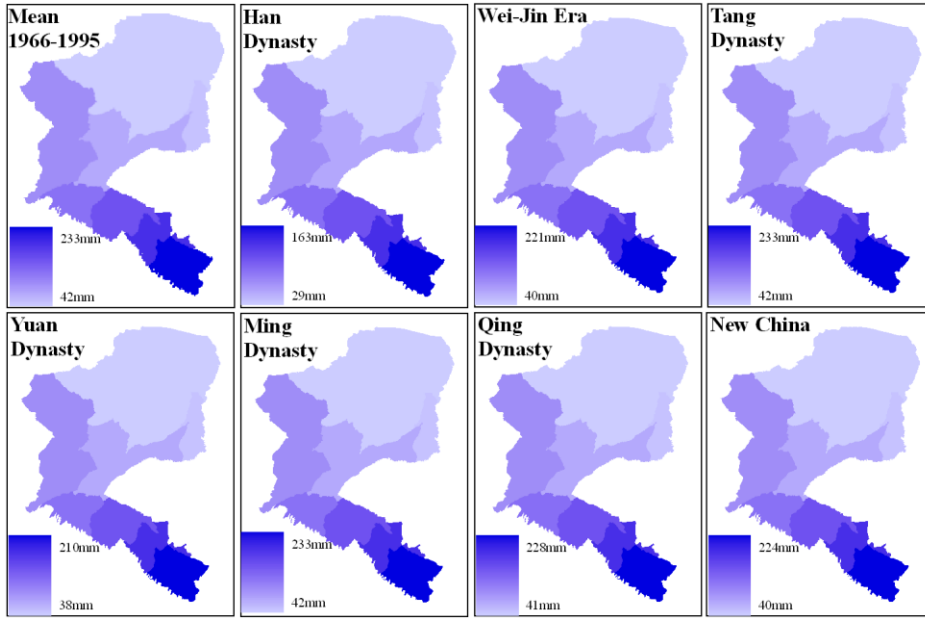 Mean
1966-1995
233mm
42mm
Han
Dynasty
163mm
29mm
Wei-Jin Era
221mm
40mm
Tang
Dynasty
233mm
42mm
Yuan
Dynasty
210mm
38mm
Ming
Dynasty
233mm
42mm
Qing
Dynasty
228mm
41mm
New China
224mm
40mm